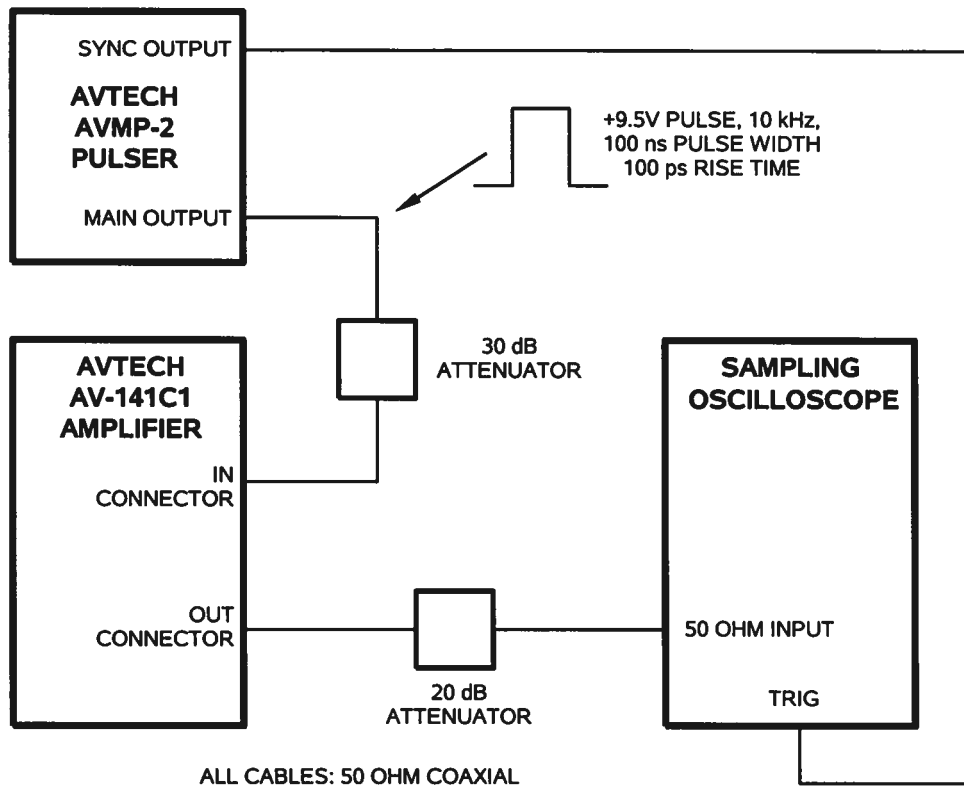 SYNC OUTPUT
AVTECH
AVMP-2
PULSER
MAIN OUTPUT
+9.5V PULSE, 10 kHz,
100 ns PULSE WIDTH
100 ps RISE TIME
30 dB
ATTENUATOR
AVTECH
AV-141C1
AMPLIFIER
IN
CONNECTOR
OUT
CONNECTOR
20 dB
ATTENUATOR
SAMPLING
OSCILLOSCOPE
50 OHM INPUT
TRIG
ALL CABLES: 50 OHM COAXIAL